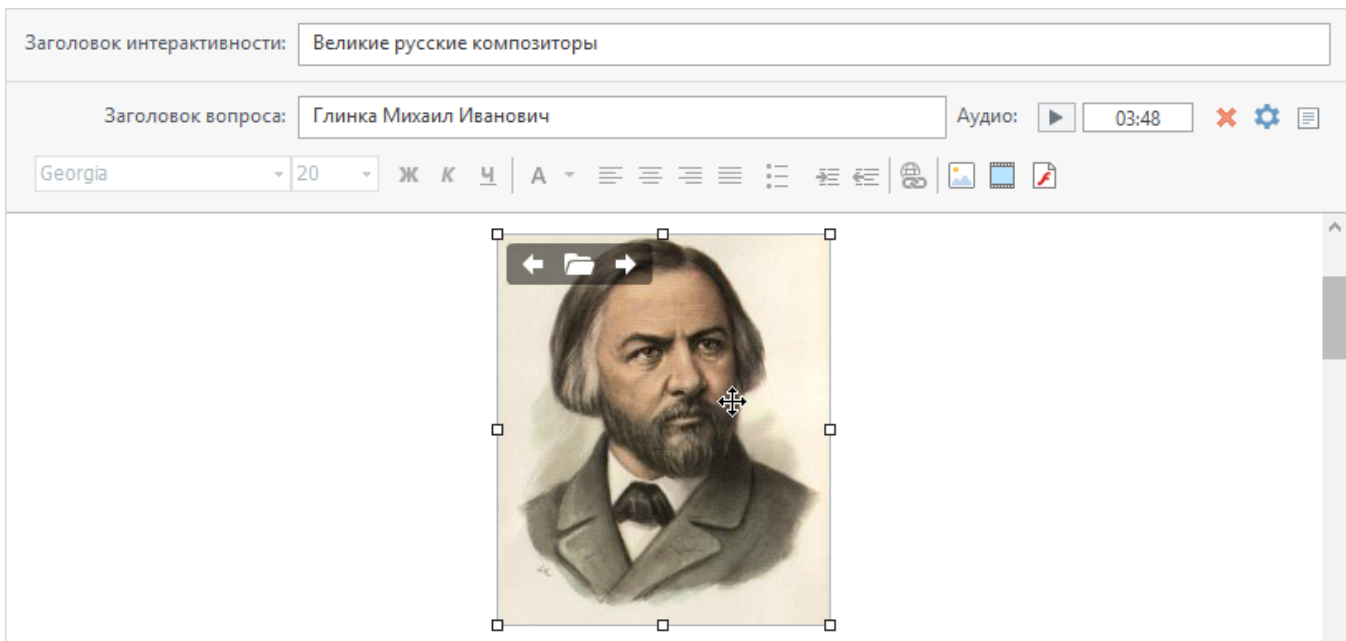 Заголовок интерактивности: Великие русские композиторы
Заголовок вопроса: Глинка Михаил Иванович Аудио: 03:48
Georgia 20 Ж К Ч А